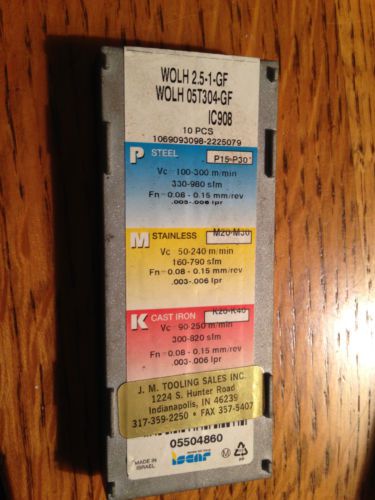 WOLH 2.5-1-GF
WOLH 05T304-GF
IC908
10 PCS
1069093098-2225079
P STEEL P15-P30
Vc = 100-300 m/min
330-980 sfm
Fn = 0.08 - 0.15 mm/rev
.003-.006 ipr
M STAINLESS M20-M30
Vc = 50-240 m/min
160-790 sfm
Fn = 0.08 - 0.15 mm/rev
.003-.006 ipr
K CAST IRON K20-K40
Vc = 90-250 m/min
300-820 sfm
Fn = 0.08 - 0.15 mm/rev
.003-.006 ipr
J. M. TOOLING SALES INC.
1224 S. Hunter Road
Indianapolis, IN 46239
317-359-2250 • FAX 357-5407
05504860
MADE IN
ISRAEL
iscar
M
PP